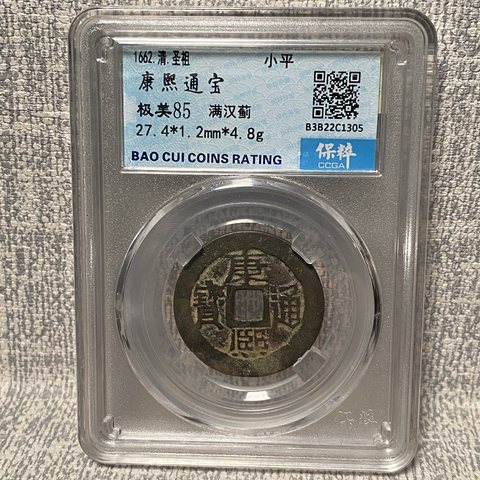 1662.清.圣祖 小平
康熙通宝
极美85 满汉蓟
27.4*1.2mm*4.8g
B3B22C1305
BAO CUI COINS RATING
保粹
CCGA
康熙通寶